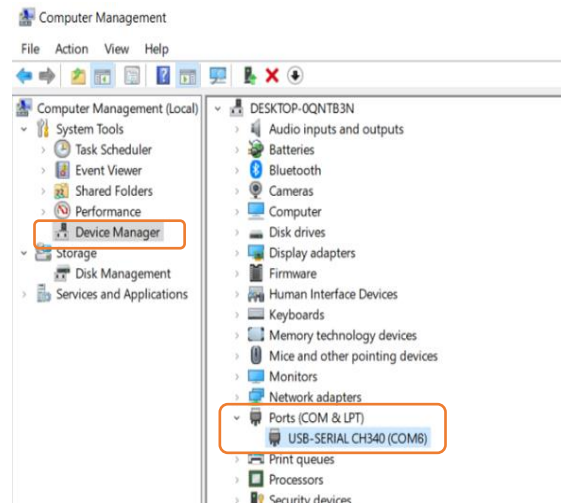 Computer Management
File Action View Help
Computer Management (Local)
System Tools
Task Scheduler
Event Viewer
Shared Folders
Performance
Device Manager
Storage
Disk Management
Services and Applications
DESKTOP-0QNTB3N
Audio inputs and outputs
Batteries
Bluetooth
Cameras
Computer
Disk drives
Display adapters
Firmware
Human Interface Devices
Keyboards
Memory technology devices
Mice and other pointing devices
Monitors
Network adapters
Ports (COM & LPT)
USB-SERIAL CH340 (COM6)
Print queues
Processors
Security devices